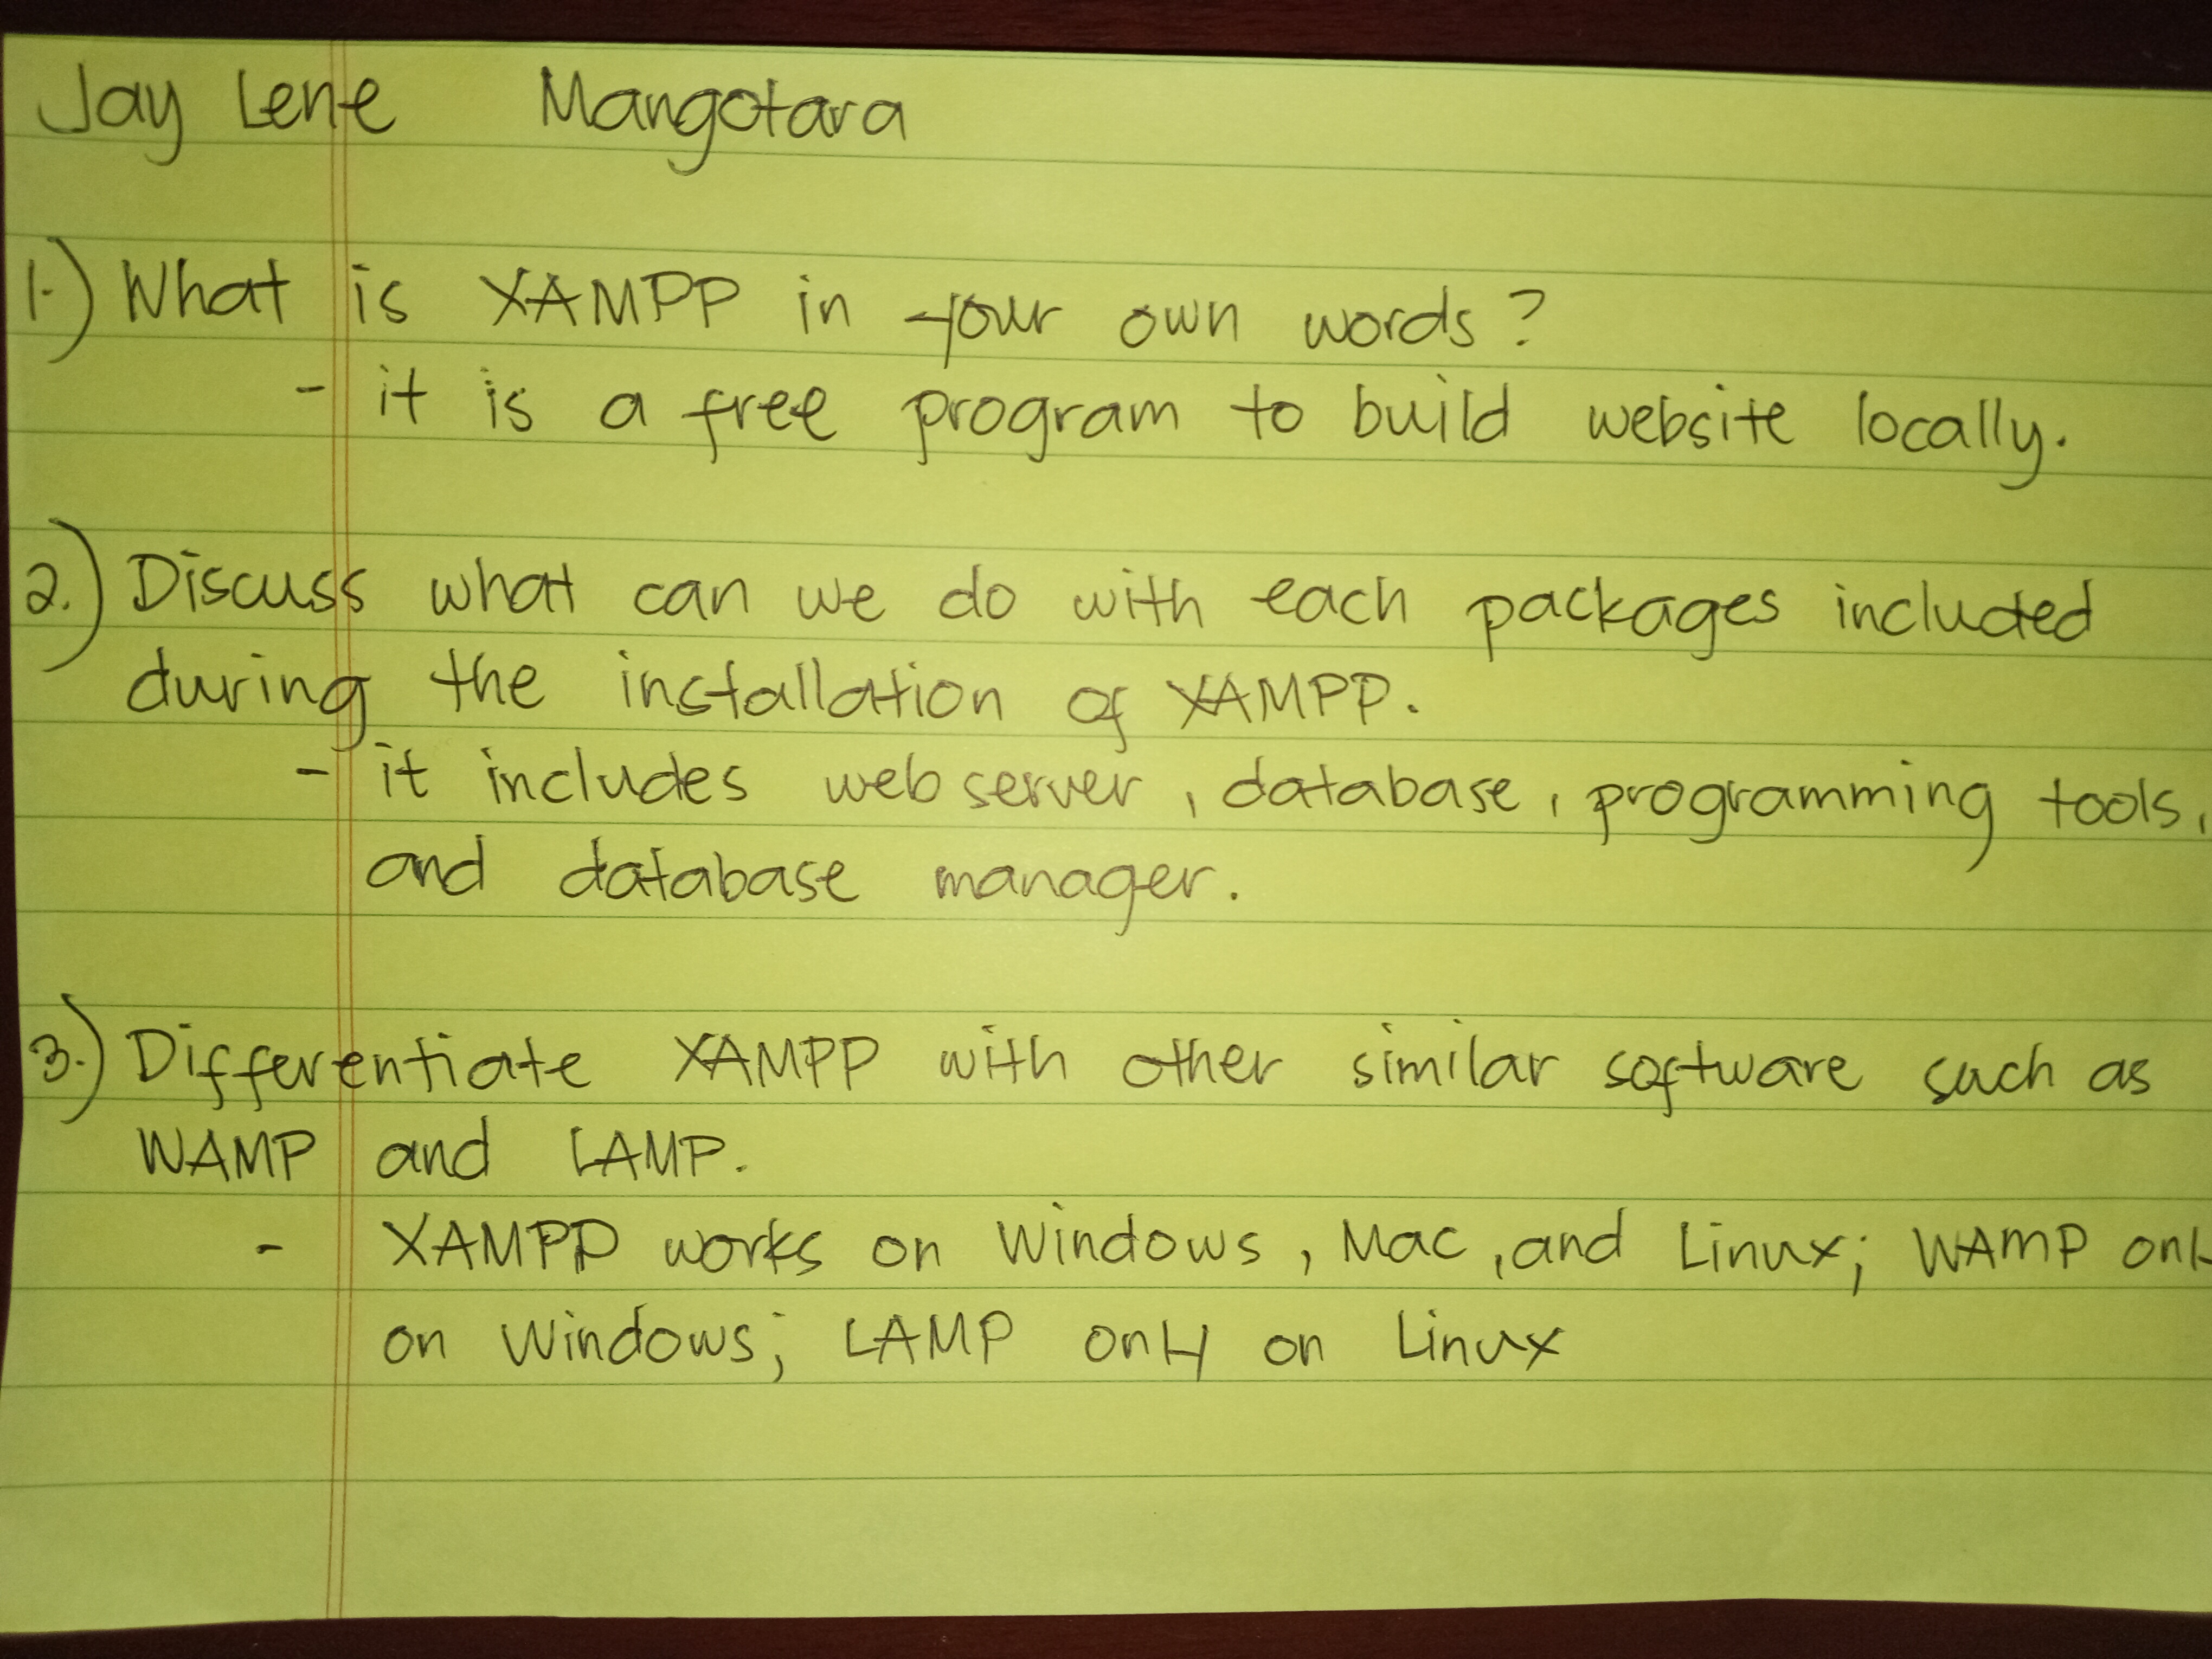 Jay Lene Mangotara
1.) What is XAMPP in your own words?
- it is a free program to build website locally.
2.) Discuss what can we do with each packages included
during the installation of XAMPP.
- it includes web server, database, programming tools,
and database manager.
3.) Differentiate XAMPP with other similar software such as
WAMP and LAMP.
- XAMPP works on Windows, Mac, and Linux; WAMP only
on Windows; LAMP only on Linux